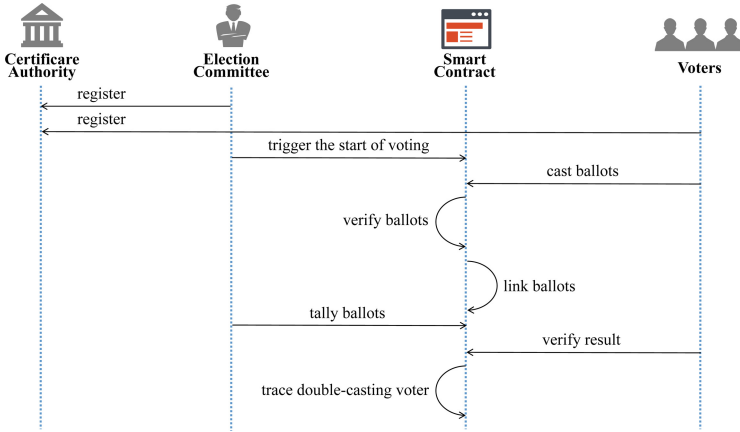 Certificare
Authority
Election
Committee
Smart
Contract
Voters
register
register
trigger the start of voting
cast ballots
verify ballots
link ballots
tally ballots
verify result
trace double-casting voter